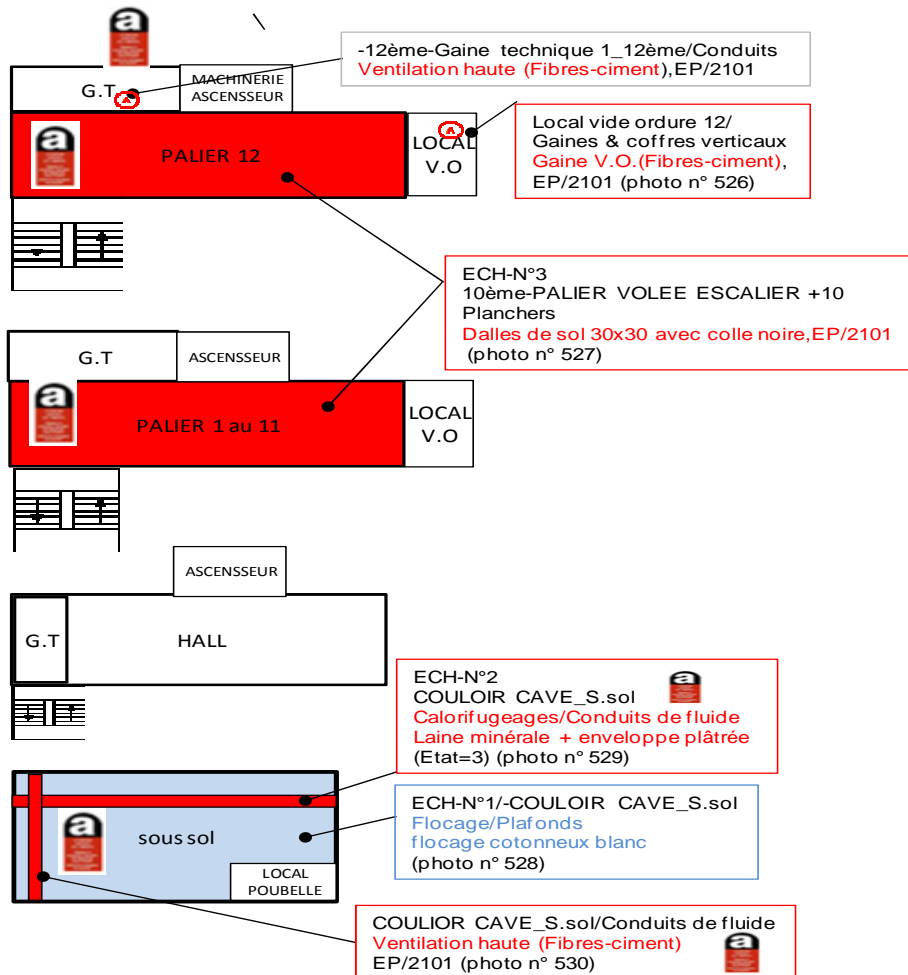 -12ème-Gaine technique 1_12ème/Conduits
Ventilation haute (Fibres-ciment),EP/2101
G.T
A
MACHINERIE
ASCENSSEUR
a
PALIER 12
A
LOCAL
V.O
Local vide ordure 12/
Gaines & coffres verticaux
Gaine V.O.(Fibres-ciment),
EP/2101 (photo n° 526)
ECH-N°3
10ème-PALIER VOLEE ESCALIER +10
Planchers
Dalles de sol 30x30 avec colle noire,EP/2101
(photo n° 527)
G.T
ASCENSSEUR
a
PALIER 1 au 11
LOCAL
V.O
ASCENSSEUR
G.T
HALL
ECH-N°2
COULOIR CAVE_S.sol
a
Calorifugeages/Conduits de fluide
Laine minérale + enveloppe plâtrée
(Etat=3) (photo n° 529)
a
sous sol
LOCAL
POUBELLE
ECH-N°1/-COULOIR CAVE_S.sol
Flocage/Plafonds
flocage cotonneux blanc
(photo n° 528)
COULIOR CAVE_S.sol/Conduits de fluide
Ventilation haute (Fibres-ciment)
EP/2101 (photo n° 530)
a